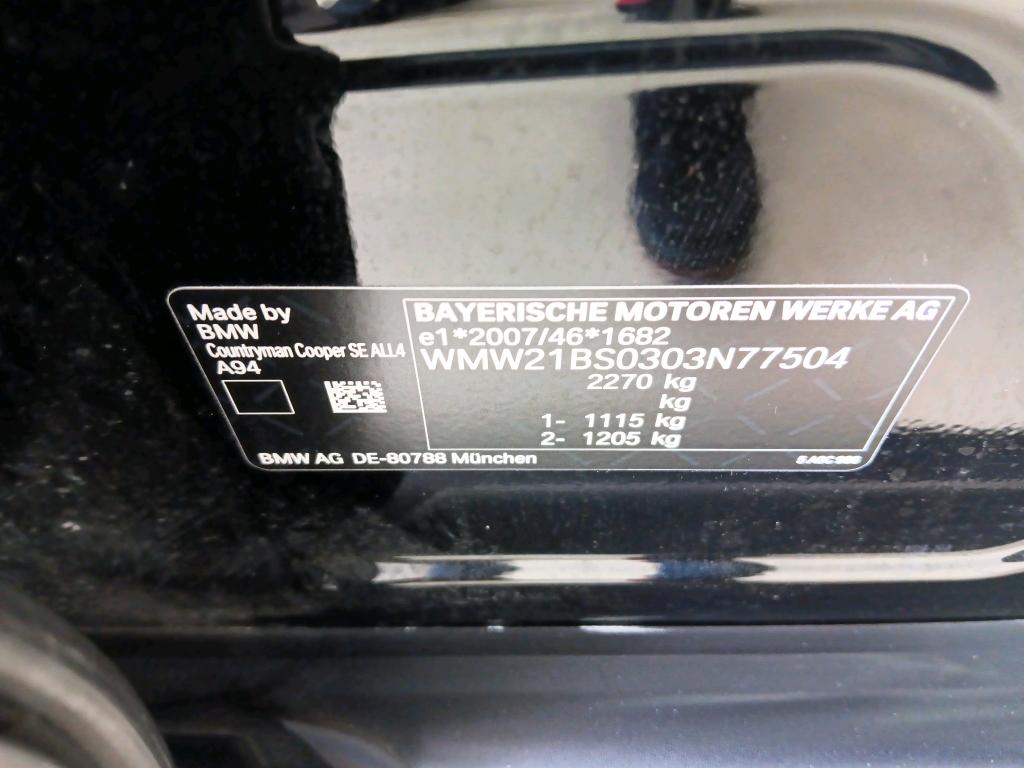 Made by
BMW
Countryman Cooper SE ALL4
A94
BAYERISCHE MOTOREN WERKE AG
e1*2007/46*1682
WMW21BS0303N77504
2270 kg
kg
1- 1115 kg
2- 1205 kg
BMW AG DE-80788 München